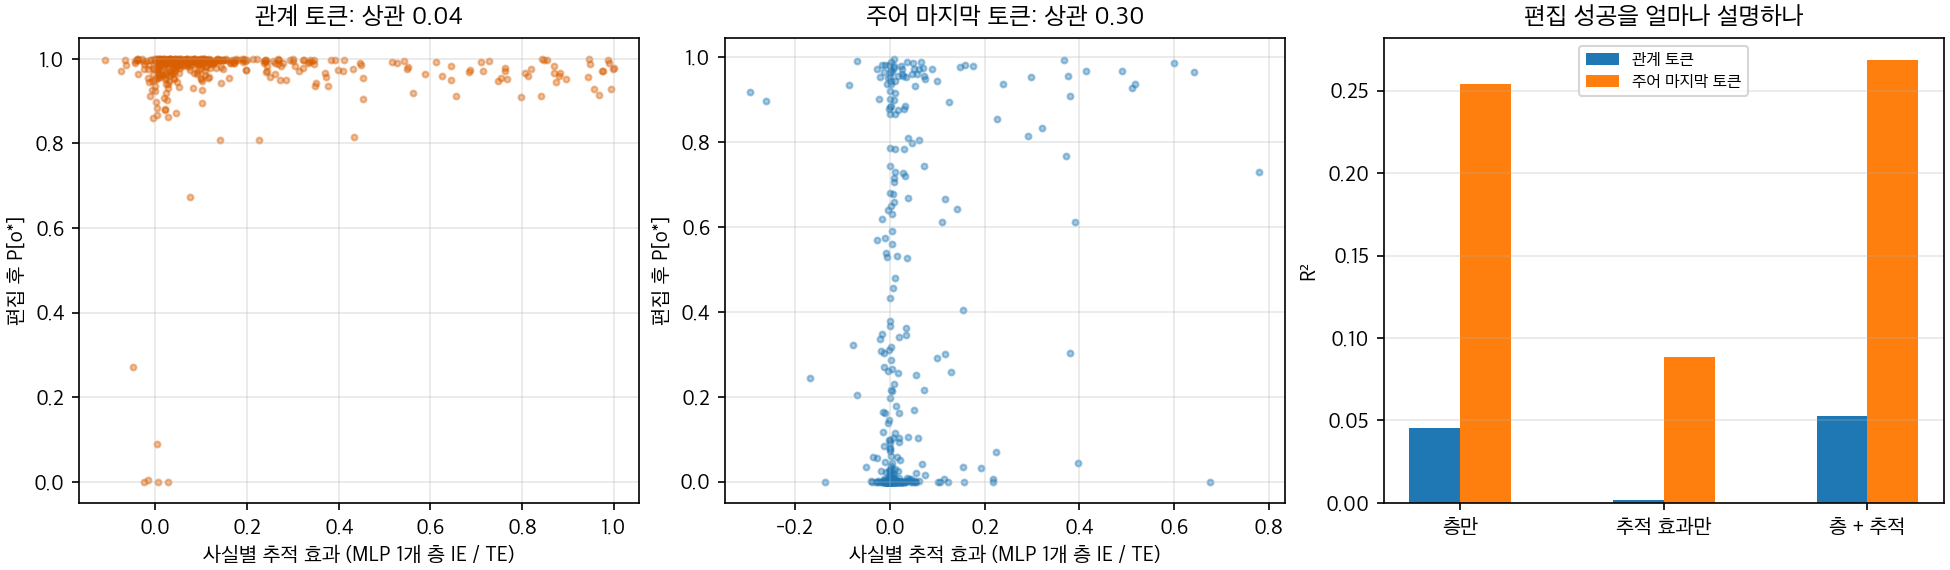 관계 토큰: 상관 0.04
편집 후 P[o*]
1.0
0.8
0.6
0.4
0.2
0.0
0.0 0.2 0.4 0.6 0.8 1.0
사실별 추적 효과 (MLP 1개 층 IE / TE)
주어 마지막 토큰: 상관 0.30
편집 후 P[o*]
1.0
0.8
0.6
0.4
0.2
0.0
-0.2 0.0 0.2 0.4 0.6 0.8
사실별 추적 효과 (MLP 1개 층 IE / TE)
편집 성공을 얼마나 설명하나
관계 토큰
주어 마지막 토큰
R²
0.25
0.20
0.15
0.10
0.05
0.00
층만 추적 효과만 층 + 추적